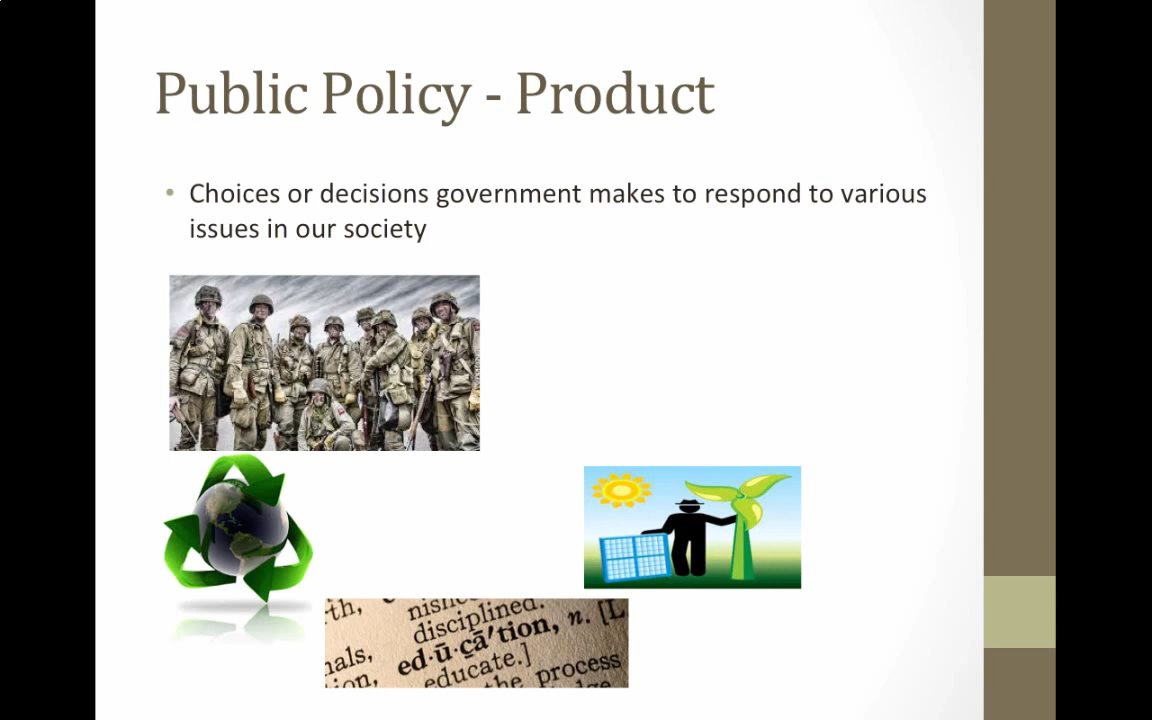 Public Policy - Product
• Choices or decisions government makes to respond to various
issues in our society
disciplined.
ed·ū·cā′tion, n. [L
educate.]
the process